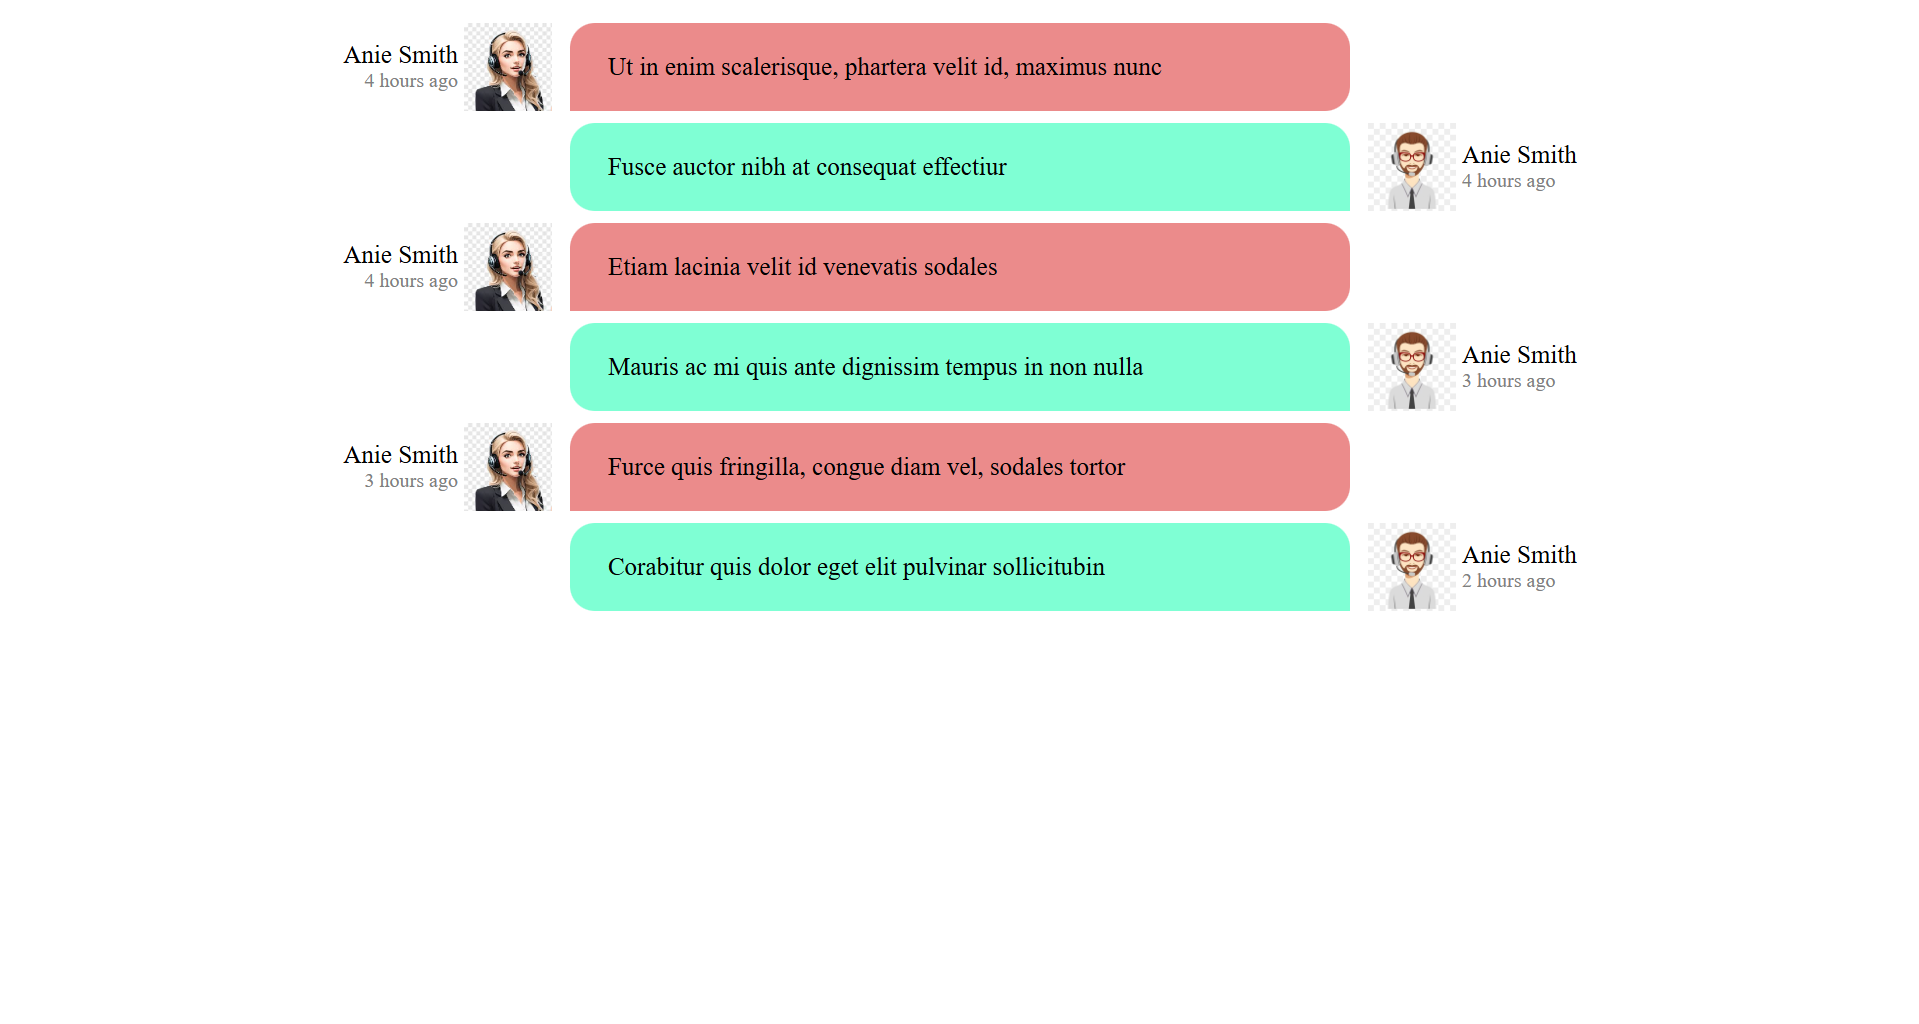 Anie Smith
4 hours ago
Ut in enim scalerisque, phartera velit id, maximus nunc
Fusce auctor nibh at consequat effectiur
Anie Smith
4 hours ago
Anie Smith
4 hours ago
Etiam lacinia velit id venevatis sodales
Mauris ac mi quis ante dignissim tempus in non nulla
Anie Smith
3 hours ago
Anie Smith
3 hours ago
Furce quis fringilla, congue diam vel, sodales tortor
Corabitur quis dolor eget elit pulvinar sollicitubin
Anie Smith
2 hours ago